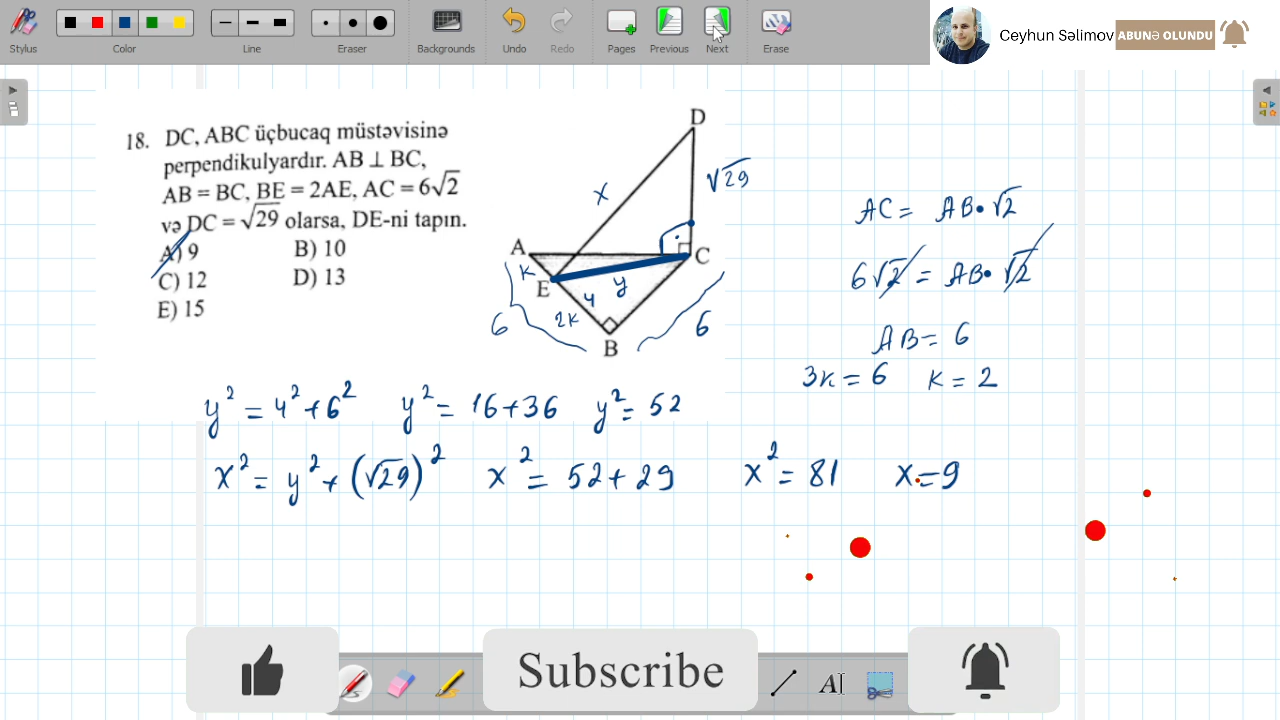 Stylus Color Line Eraser Backgrounds Undo Redo Pages Previous Next Erase
Ceyhun Səlimov ABUNƏ OLUNDU
18. DC, ABC üçbucaq müstəvisinə
perpendikulyardır. AB ⊥ BC,
AB = BC, BE = 2AE, AC = 6√2
və DC = √29 olarsa, DE-ni tapın.
A) 9 B) 10
C) 12 D) 13
E) 15
D
x √29
A C
K E y
4
2K
6 6
B
AC = AB·√2
6√2 = AB·√2
AB = 6
3K = 6 K = 2
y² = 4² + 6² y² = 16 + 36 y² = 52
x² = y² + (√29)² x² = 52 + 29 x² = 81 x = 9
Subscribe
A